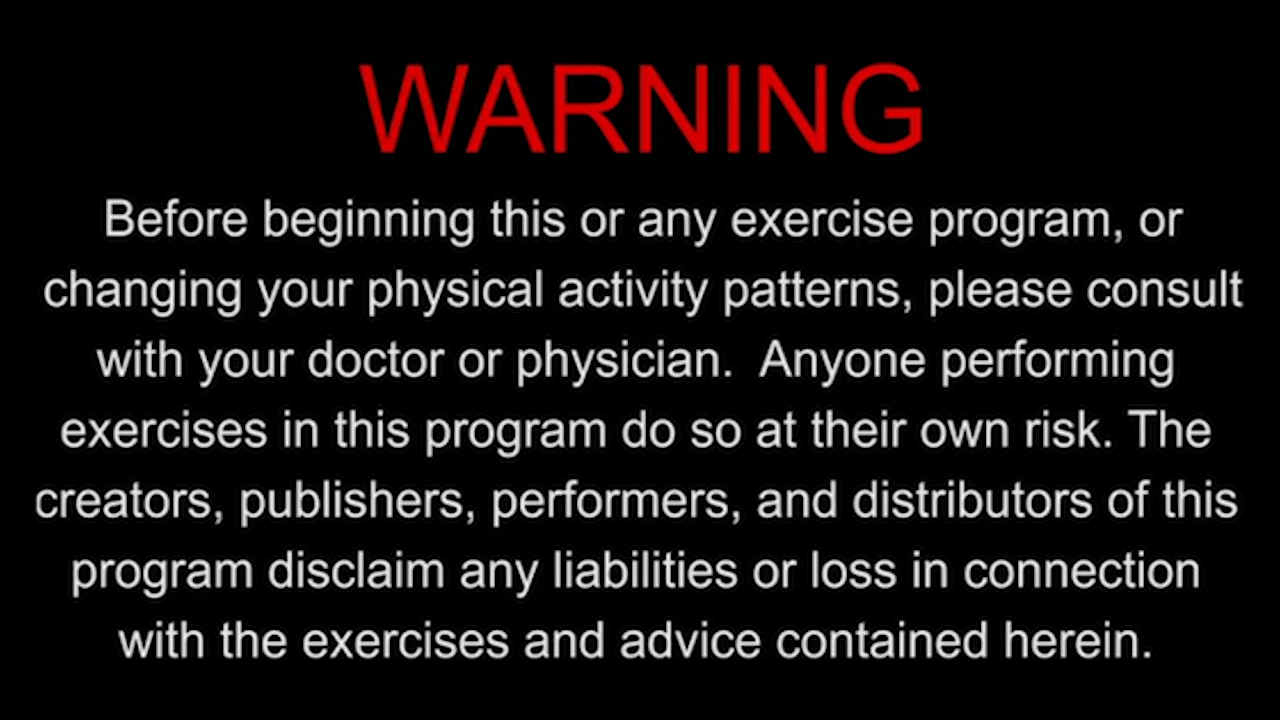 WARNING
Before beginning this or any exercise program, or
changing your physical activity patterns, please consult
with your doctor or physician.  Anyone performing
exercises in this program do so at their own risk. The
creators, publishers, performers, and distributors of this
program disclaim any liabilities or loss in connection
with the exercises and advice contained herein.